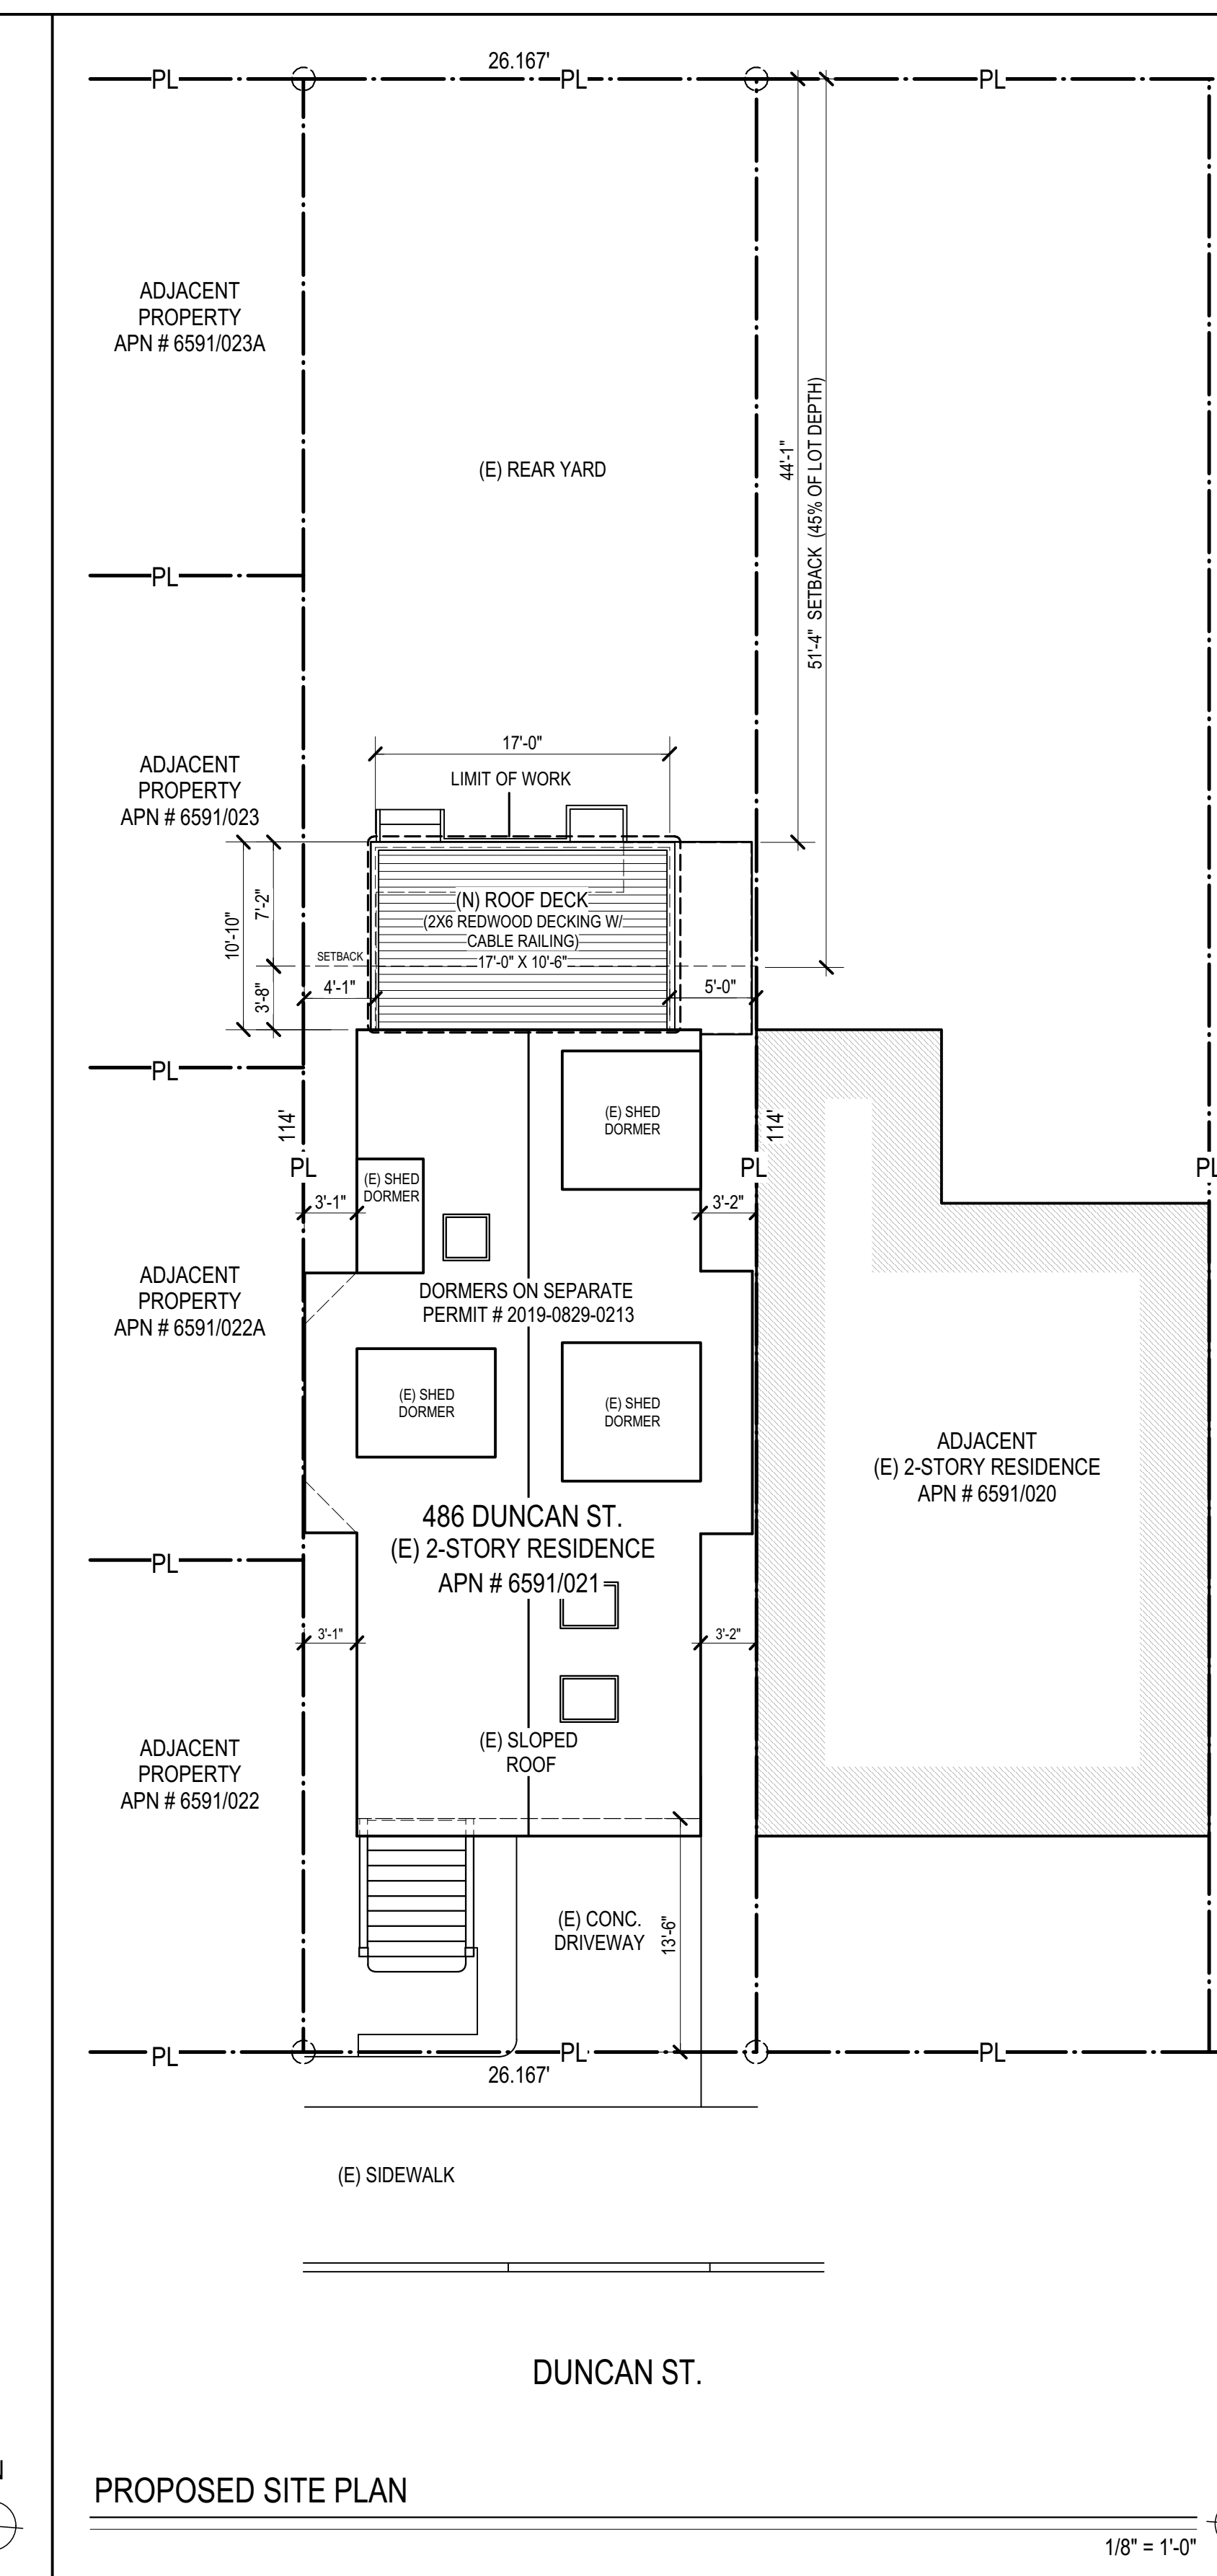 26.167'
PL PL PL
ADJACENT
PROPERTY
APN # 6591/023A
44'-1"
51'-4" SETBACK (45% OF LOT DEPTH)
(E) REAR YARD
PL
17'-0"
LIMIT OF WORK
ADJACENT
PROPERTY
APN # 6591/023
10'-10"
7'-2"
3'-8"
(N) ROOF DECK
(2X6 REDWOOD DECKING W/
CABLE RAILING)
17'-0" X 10'-6"
SETBACK
4'-1"
5'-0"
PL
114'
114'
(E) SHED
DORMER
PL
PL
PL
(E) SHED
DORMER
3'-1"
3'-2"
ADJACENT
PROPERTY
APN # 6591/022A
DORMERS ON SEPARATE
PERMIT # 2019-0829-0213
(E) SHED
DORMER
(E) SHED
DORMER
ADJACENT
(E) 2-STORY RESIDENCE
APN # 6591/020
486 DUNCAN ST.
(E) 2-STORY RESIDENCE
APN # 6591/021
PL
3'-1"
3'-2"
(E) SLOPED
ROOF
ADJACENT
PROPERTY
APN # 6591/022
(E) CONC.
DRIVEWAY
13'-6"
PL PL PL
26.167'
(E) SIDEWALK
DUNCAN ST.
PROPOSED SITE PLAN
1/8" = 1'-0"